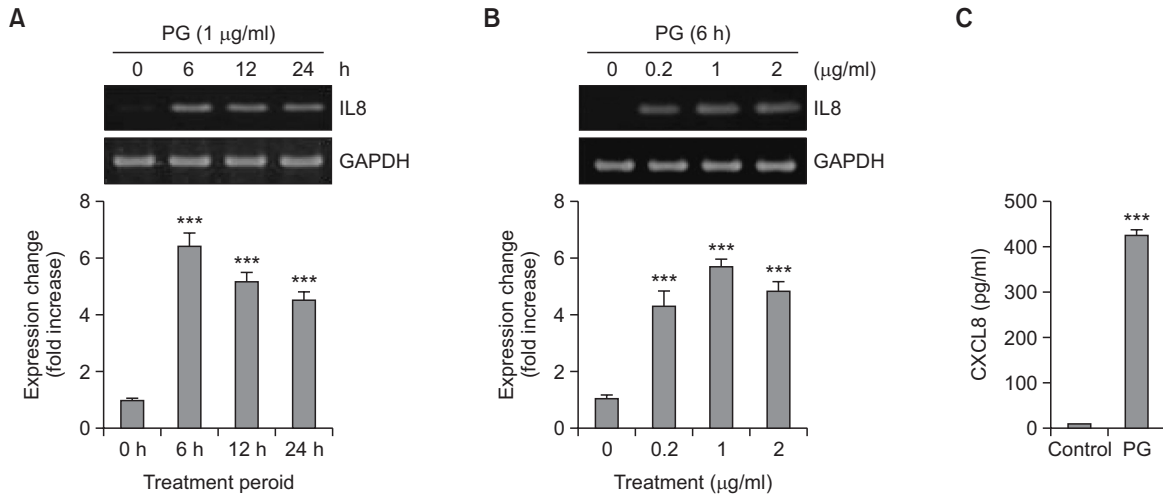 A
PG (1 μg/ml)
0 6 12 24 h
IL8
GAPDH
8
6
4
2
0
Expression change
(fold increase)
***
***
***
0 h 6 h 12 h 24 h
Treatment peroid
B
PG (6 h)
0 0.2 1 2 (μg/ml)
IL8
GAPDH
8
6
4
2
0
Expression change
(fold increase)
***
***
***
0 0.2 1 2
Treatment (μg/ml)
C
500
400
300
200
100
0
CXCL8 (pg/ml)
***
Control PG